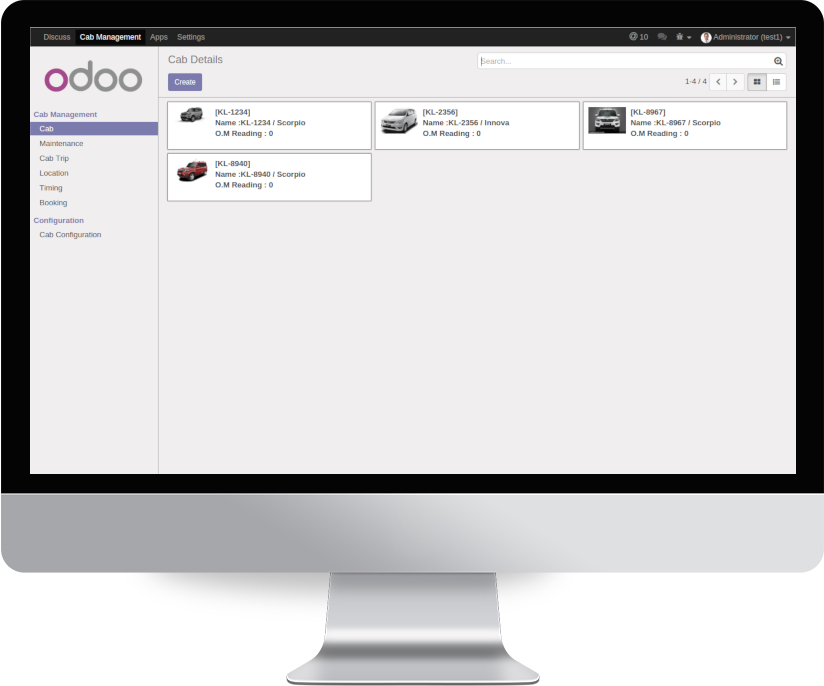 Discuss Cab Management Apps Settings
@ 10 Administrator (test1)
odoo
Cab Details
Search...
Create
1-4 / 4
Cab Management
Cab
Maintenance
Cab Trip
Location
Timing
Booking
Configuration
Cab Configuration
[KL-1234]
Name :KL-1234 / Scorpio
O.M Reading : 0
[KL-2356]
Name :KL-2356 / Innova
O.M Reading : 0
[KL-8967]
Name :KL-8967 / Scorpio
O.M Reading : 0
[KL-8940]
Name :KL-8940 / Scorpio
O.M Reading : 0